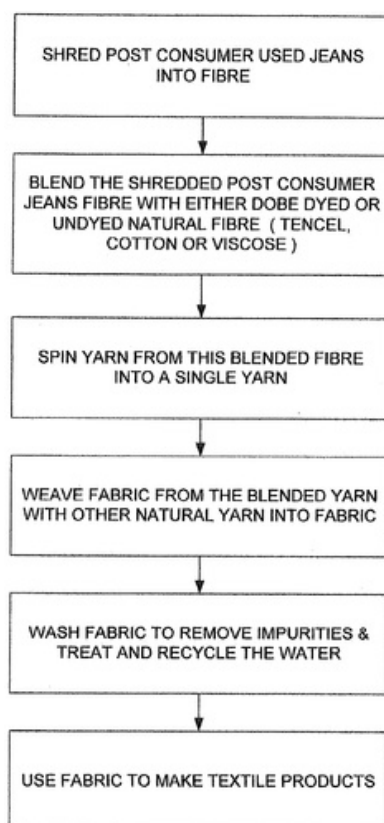 SHRED POST CONSUMER USED JEANS
INTO FIBRE
BLEND THE SHREDDED POST CONSUMER
JEANS FIBRE WITH EITHER DOBE DYED OR
UNDYED NATURAL FIBRE ( TENCEL,
COTTON OR VISCOSE )
SPIN YARN FROM THIS BLENDED FIBRE
INTO A SINGLE YARN
WEAVE FABRIC FROM THE BLENDED YARN
WITH OTHER NATURAL YARN INTO FABRIC
WASH FABRIC TO REMOVE IMPURITIES &
TREAT AND RECYCLE THE WATER
USE FABRIC TO MAKE TEXTILE PRODUCTS